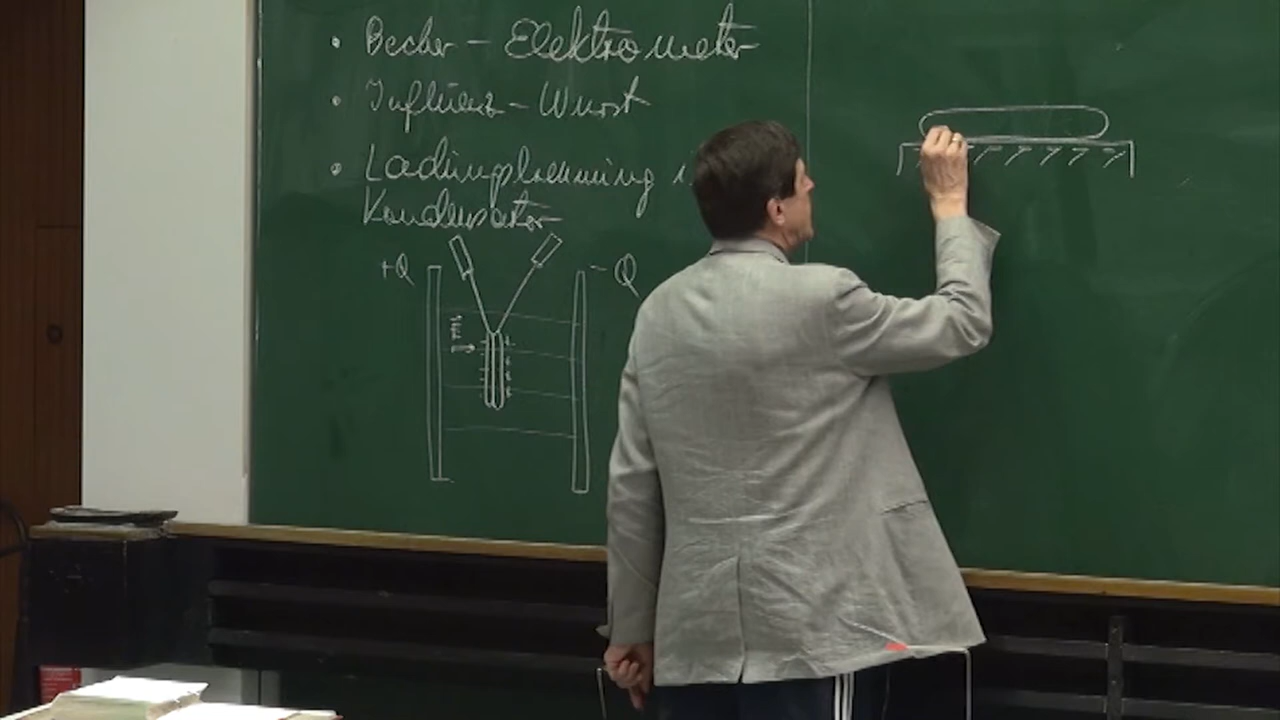 • Becher – Elektrometer
• Influenz – Wurst
• Ladungstrennung i
Kondensator
+Q
- Q